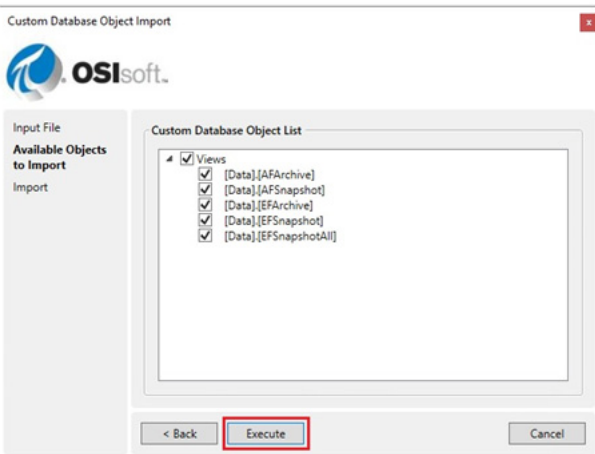 Custom Database Object Import
x
OSIsoft.
Input File
Available Objects
to Import
Import
Custom Database Object List
Views
[Data].[AFArchive]
[Data].[AFSnapshot]
[Data].[EFArchive]
[Data].[EFSnapshot]
[Data].[EFSnapshotAll]
< Back
Execute
Cancel